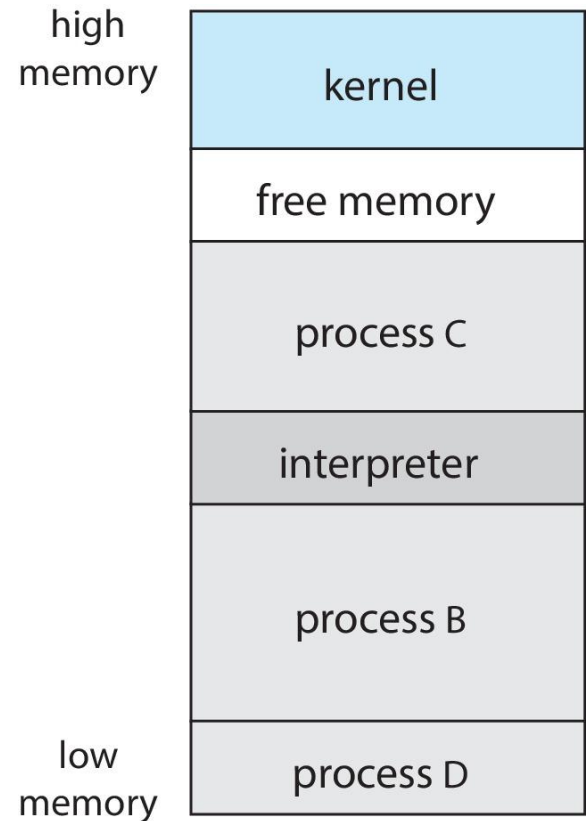 high
memory
kernel
free memory
process C
interpreter
process B
process D
low
memory